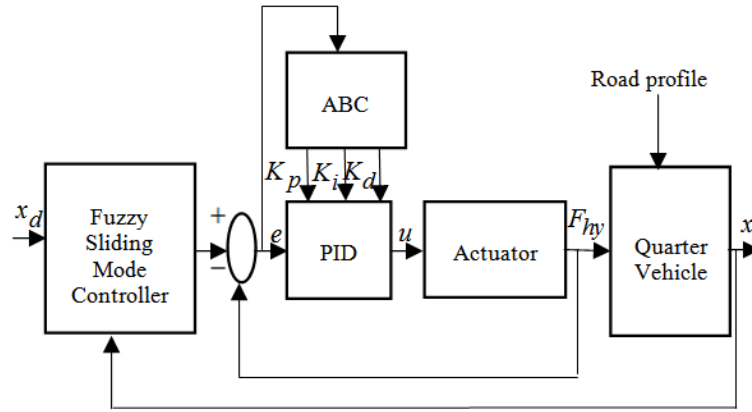 ABC
Road profile
K_p K_i K_d
x_d
Fuzzy
Sliding
Mode
Controller
+
−
e
PID
u
Actuator
F_hy
Quarter
Vehicle
x